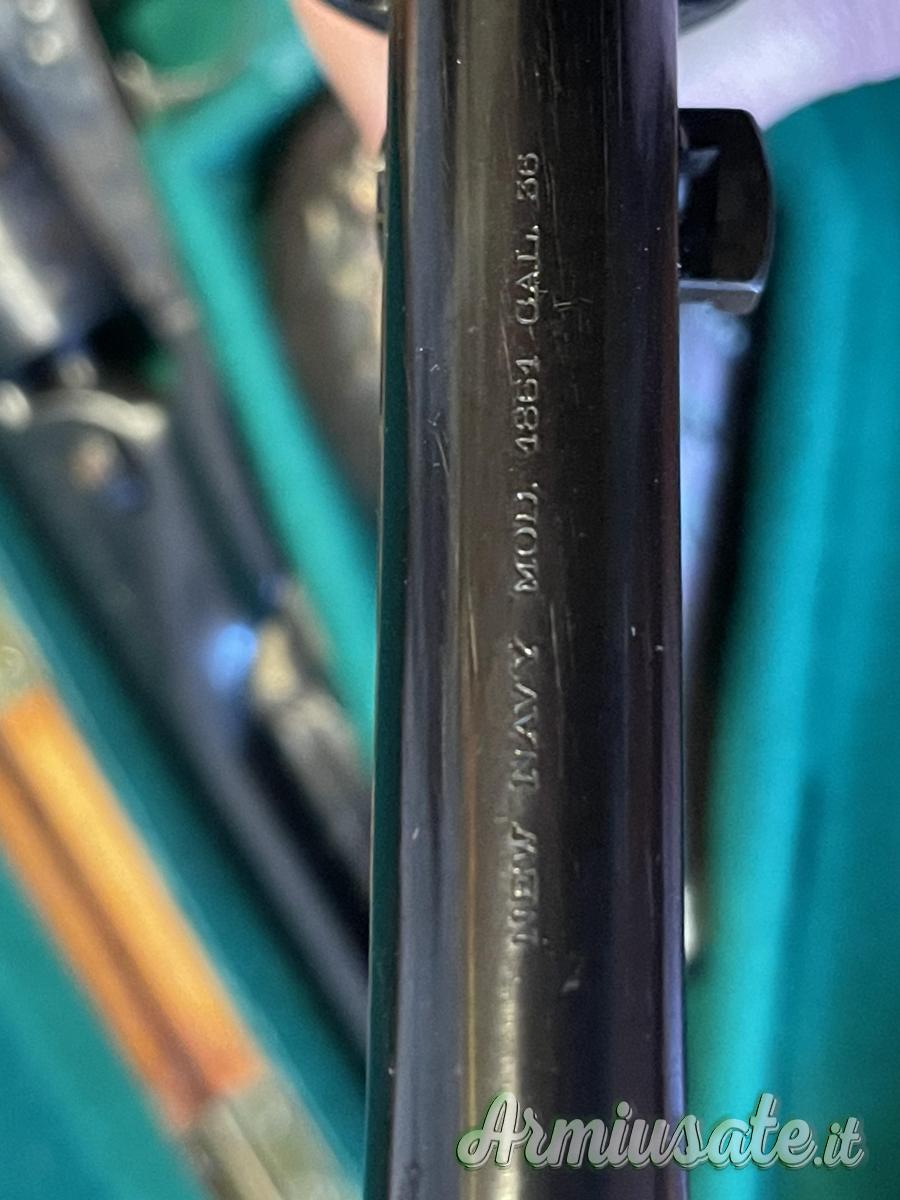 NEW NAVY MOD. 1861 CAL. 36
Armiusate.it